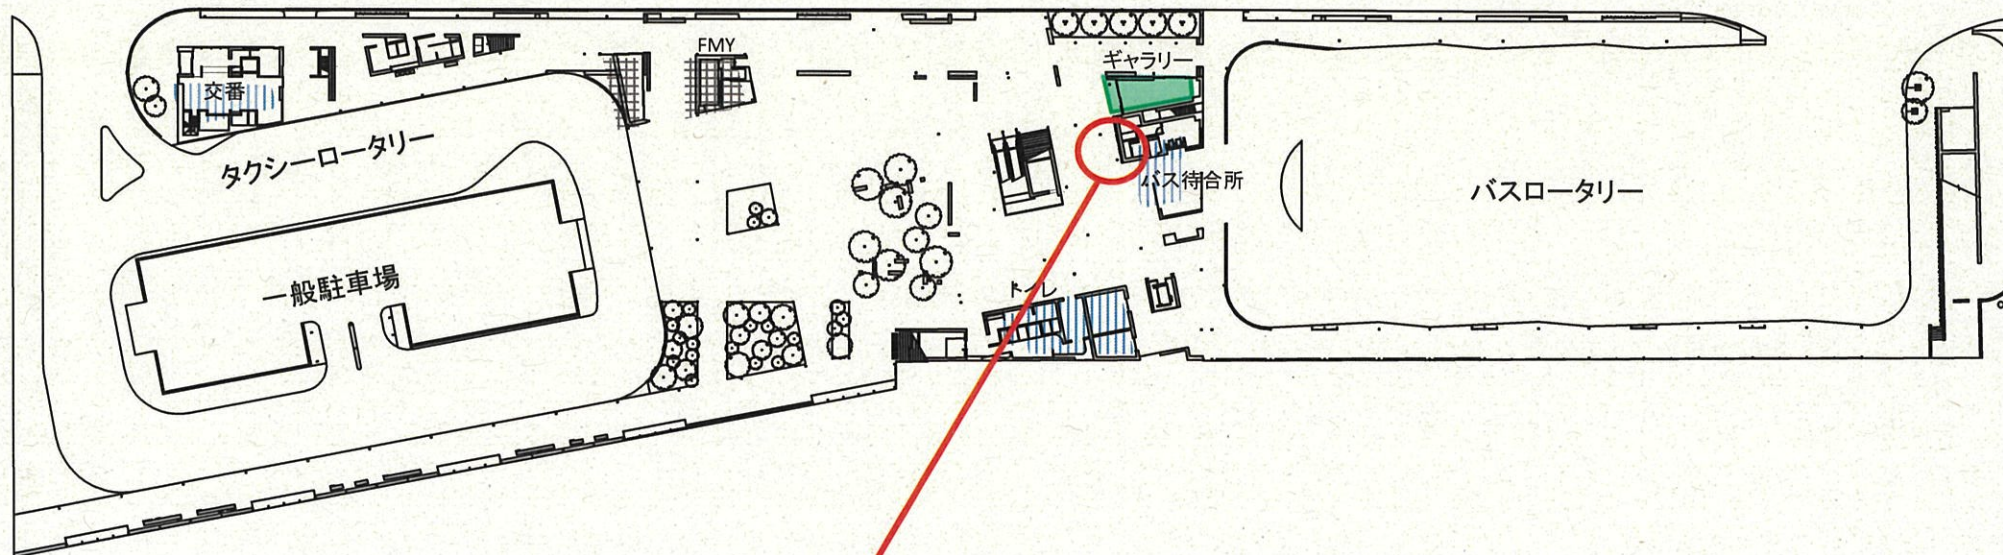 FMY
ギャラリー
交番
タクシーロータリー
バス待合所
バスロータリー
一般駐車場
トイレ